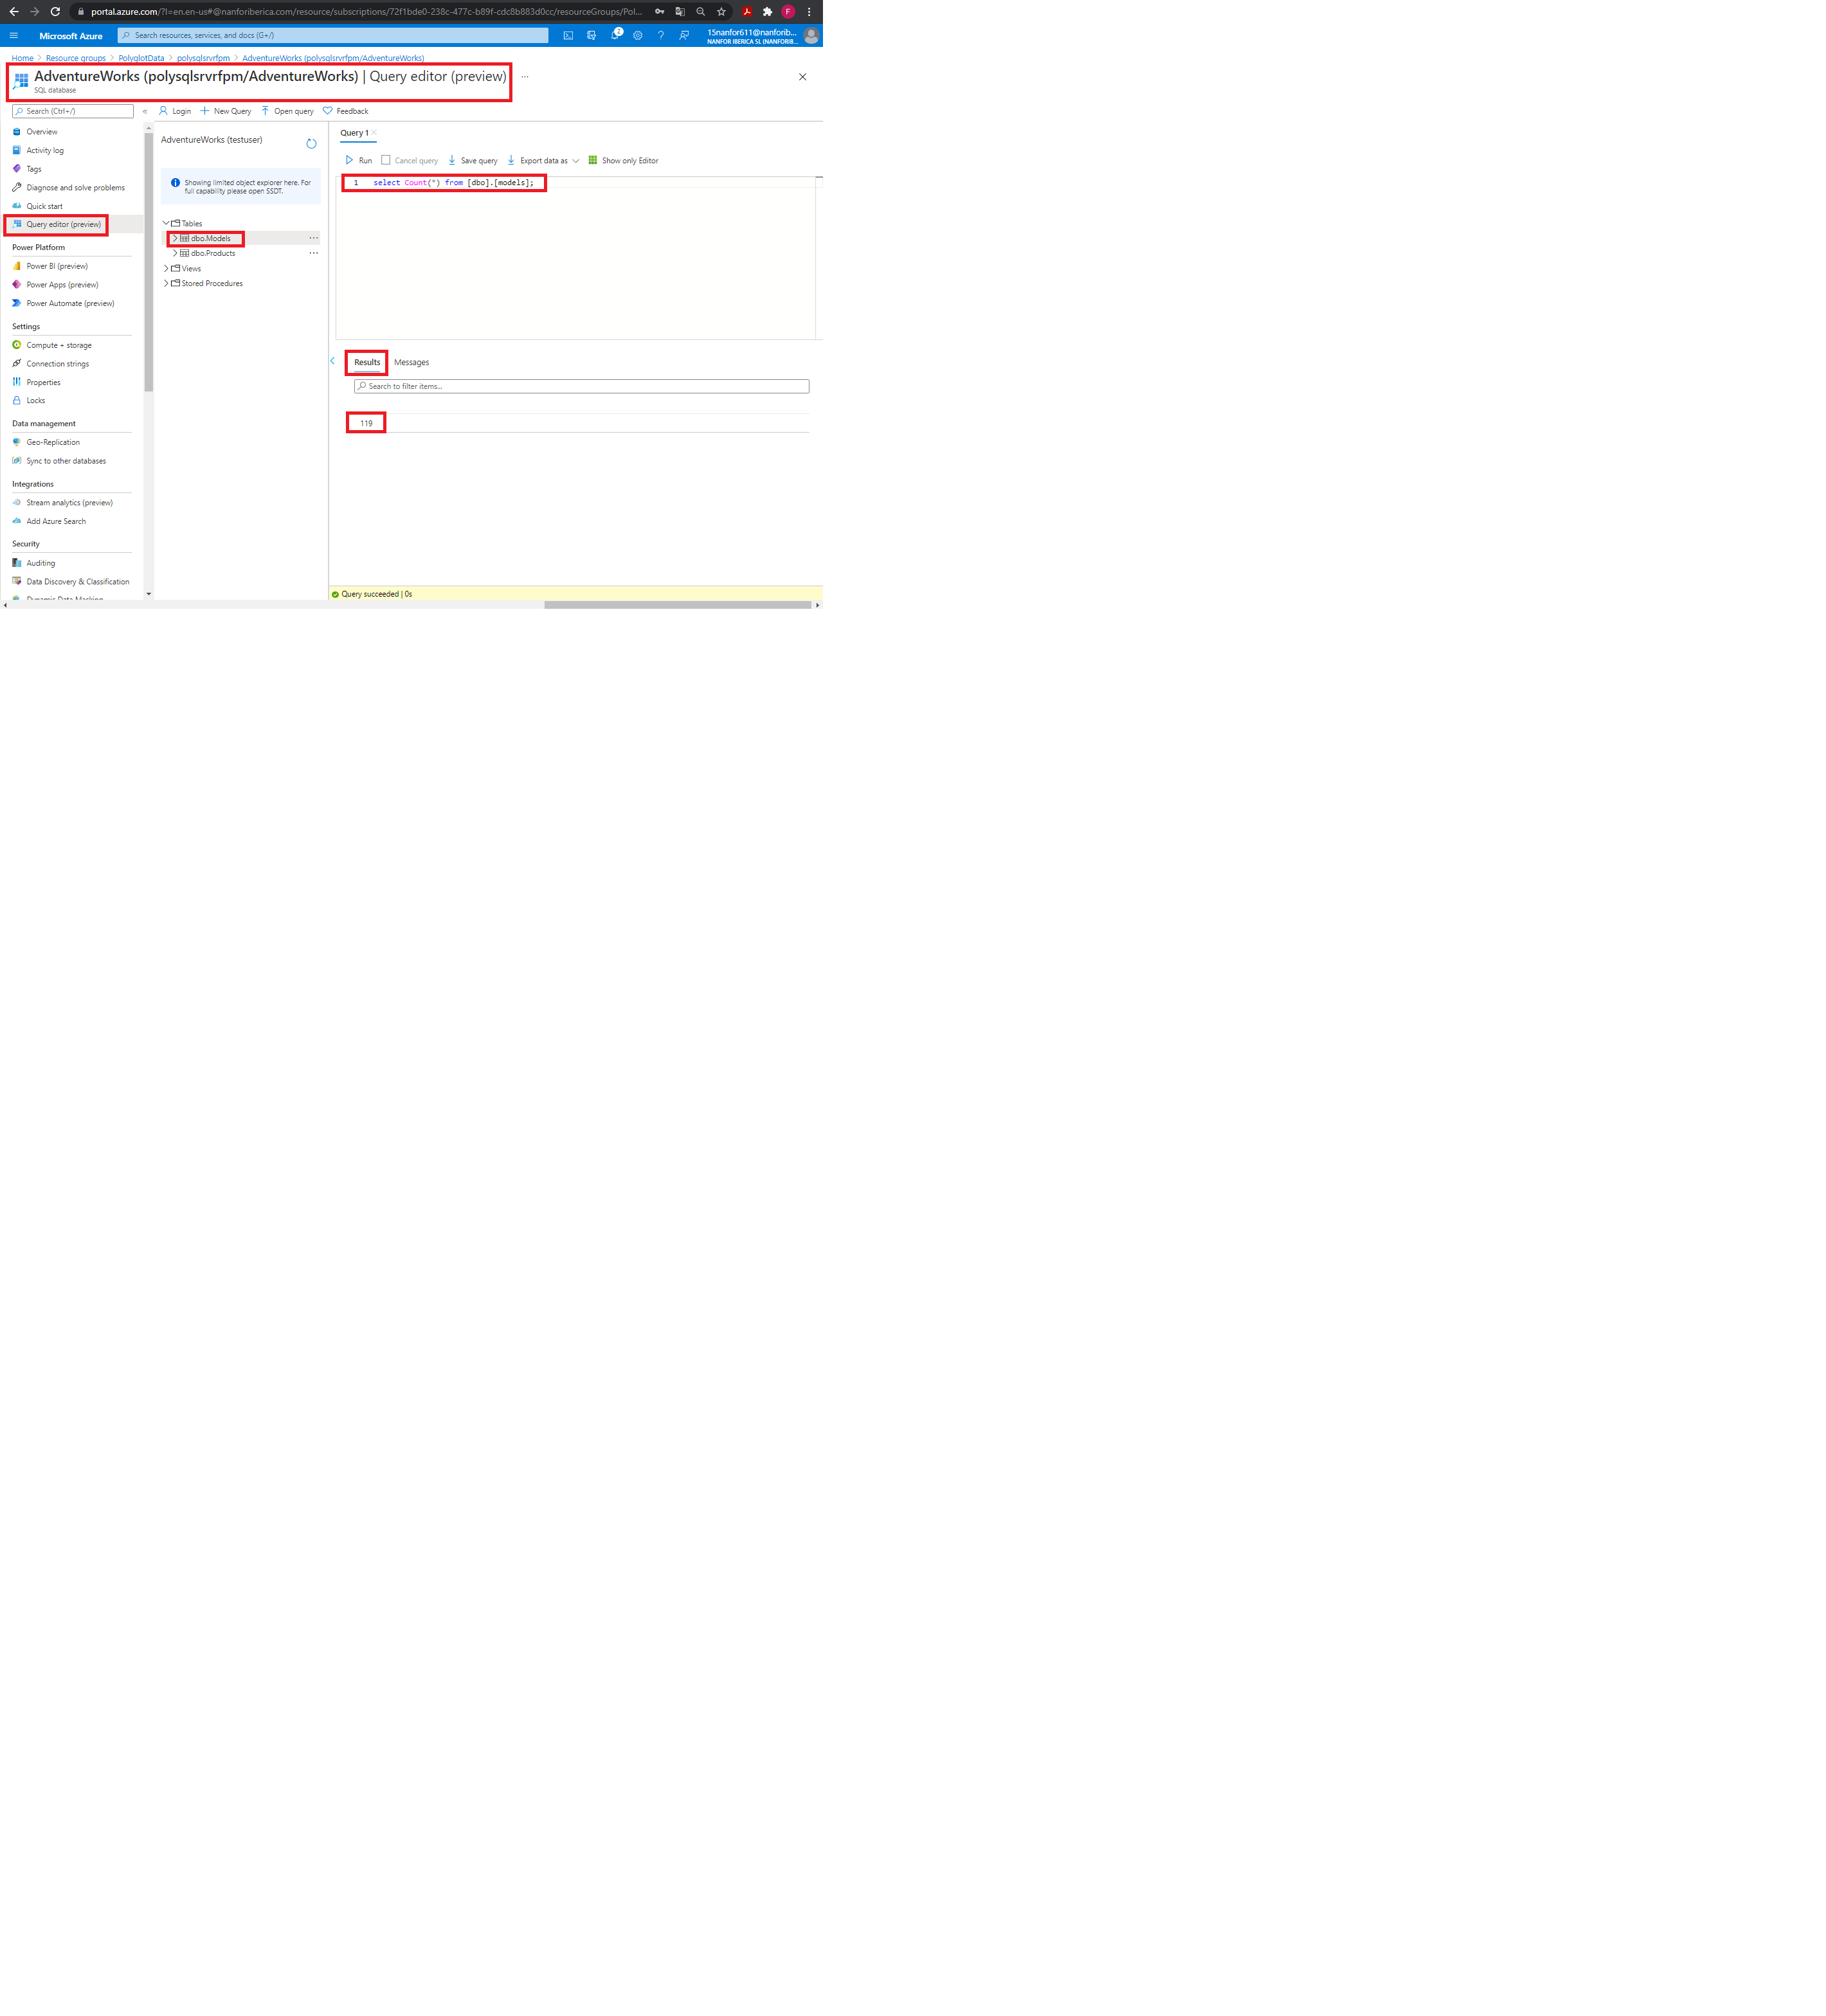 portal.azure.com/?l=en.en-us#@nanforiberica.com/resource/subscriptions/72f1bde0-238c-477c-b89f-cdc8b883d0cc/resourceGroups/Pol...
F
Microsoft Azure
Search resources, services, and docs (G+/)
2
15nanfor611@nanforib...
NANFOR IBERICA SL (NANFORIB...
Home > Resource groups > PolyglotData > polysqlsrvrfpm > AdventureWorks (polysqlsrvrfpm/AdventureWorks)
AdventureWorks (polysqlsrvrfpm/AdventureWorks) | Query editor (preview) ...
SQL database
Search (Ctrl+/)
«
Login
New Query
Open query
Feedback
Overview
Activity log
Tags
Diagnose and solve problems
Quick start
Query editor (preview)
Power Platform
Power BI (preview)
Power Apps (preview)
Power Automate (preview)
Settings
Compute + storage
Connection strings
Properties
Locks
Data management
Geo-Replication
Sync to other databases
Integrations
Stream analytics (preview)
Add Azure Search
Security
Auditing
Data Discovery & Classification
Dynamic Data Masking
AdventureWorks (testuser)
Showing limited object explorer here. For
full capability please open SSDT.
Tables
dbo.Models ...
dbo.Products ...
Views
Stored Procedures
Query 1
Run
Cancel query
Save query
Export data as
Show only Editor
1 select Count(*) from [dbo].[models];
Results
Messages
Search to filter items...
119
Query succeeded | 0s